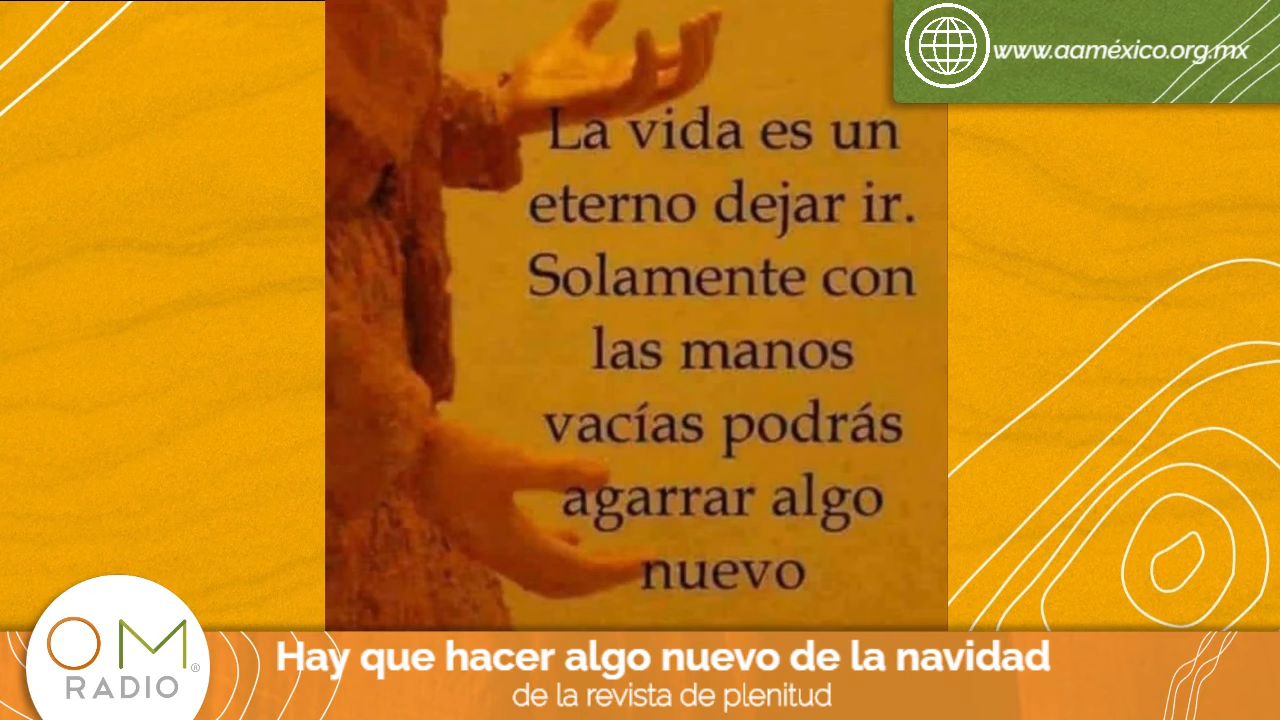 www.aaméxico.org.mx
La vida es un
eterno dejar ir.
Solamente con
las manos
vacías podrás
agarrar algo
nuevo
OM®
RADIO
Hay que hacer algo nuevo de la navidad
de la revista de plenitud